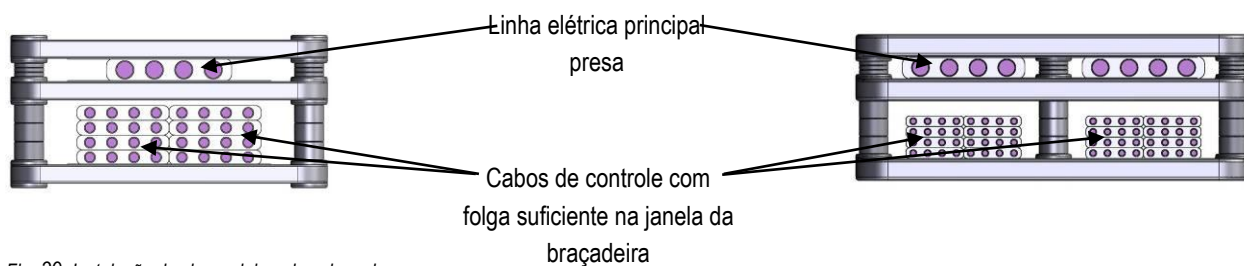 Linha elétrica principal
presa
Cabos de controle com
folga suficiente na janela da
braçadeira